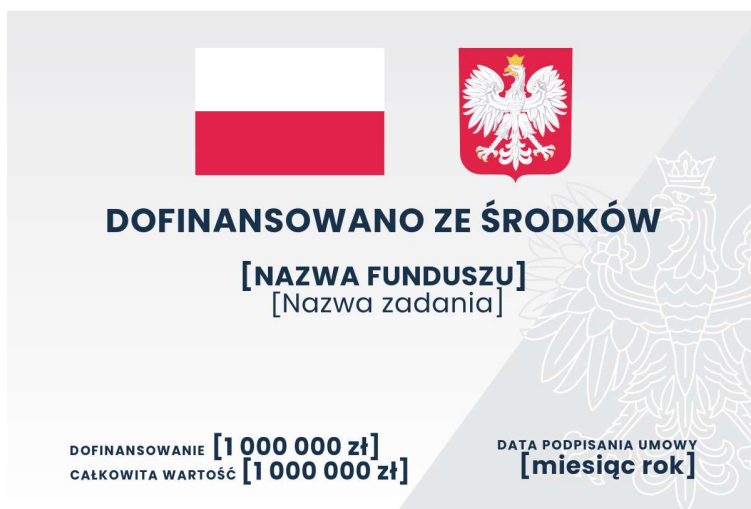 DOFINANSOWANO ZE ŚRODKÓW
[NAZWA FUNDUSZU]
[Nazwa zadania]
DOFINANSOWANIE [1 000 000 zł]
CAŁKOWITA WARTOŚĆ [1 000 000 zł]
DATA PODPISANIA UMOWY
[miesiąc rok]